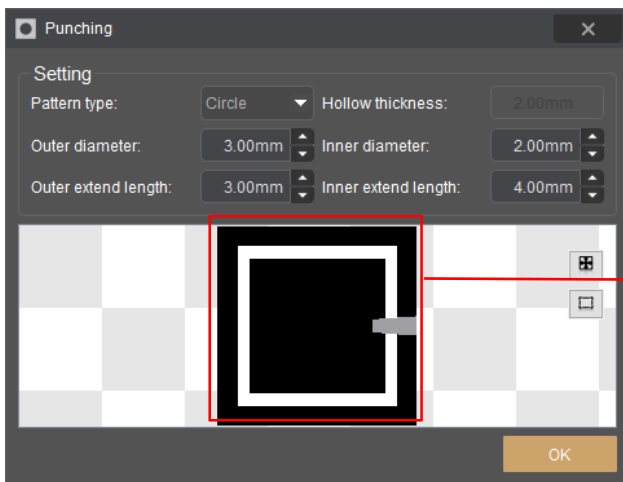 Punching
Setting
Pattern type: Circle Hollow thickness: 2.00mm
Outer diameter: 3.00mm Inner diameter: 2.00mm
Outer extend length: 3.00mm Inner extend length: 4.00mm
OK